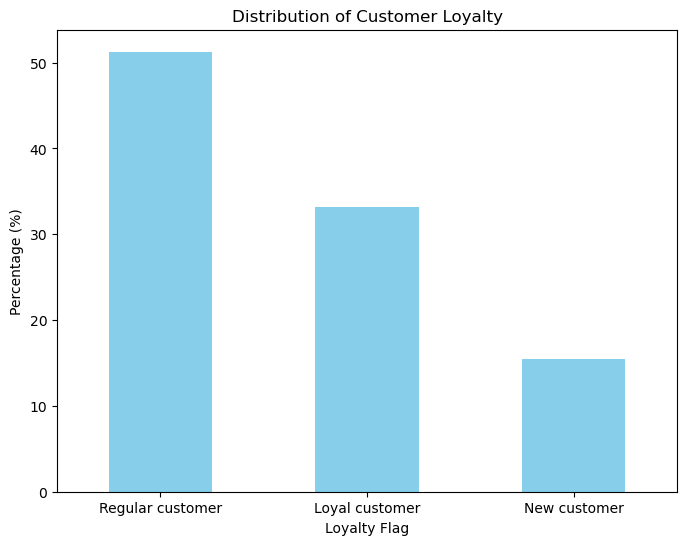 Distribution of Customer Loyalty
Percentage (%)
50
40
30
20
10
0
Regular customer
Loyal customer
New customer
Loyalty Flag